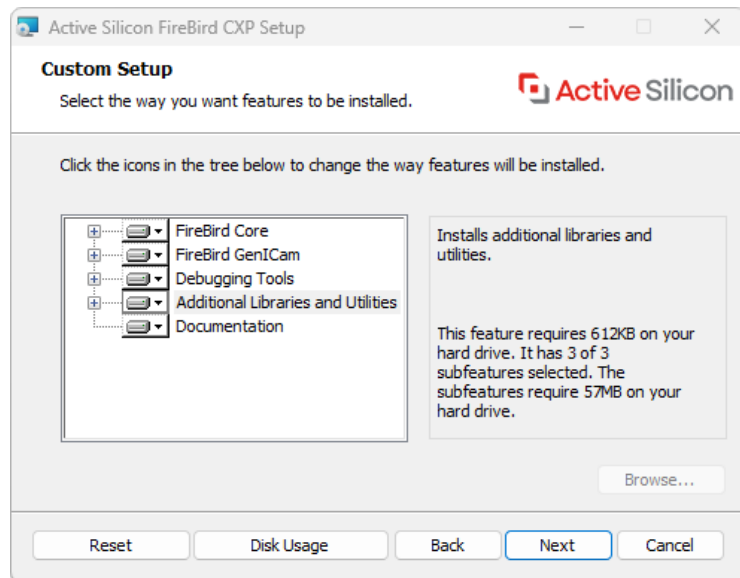 Active Silicon FireBird CXP Setup
Custom Setup
Select the way you want features to be installed.
Active Silicon
Click the icons in the tree below to change the way features will be installed.
FireBird Core
FireBird GenICam
Debugging Tools
Additional Libraries and Utilities
Documentation
Installs additional libraries and
utilities.
This feature requires 612KB on your
hard drive. It has 3 of 3
subfeatures selected. The
subfeatures require 57MB on your
hard drive.
Browse...
Reset
Disk Usage
Back
Next
Cancel